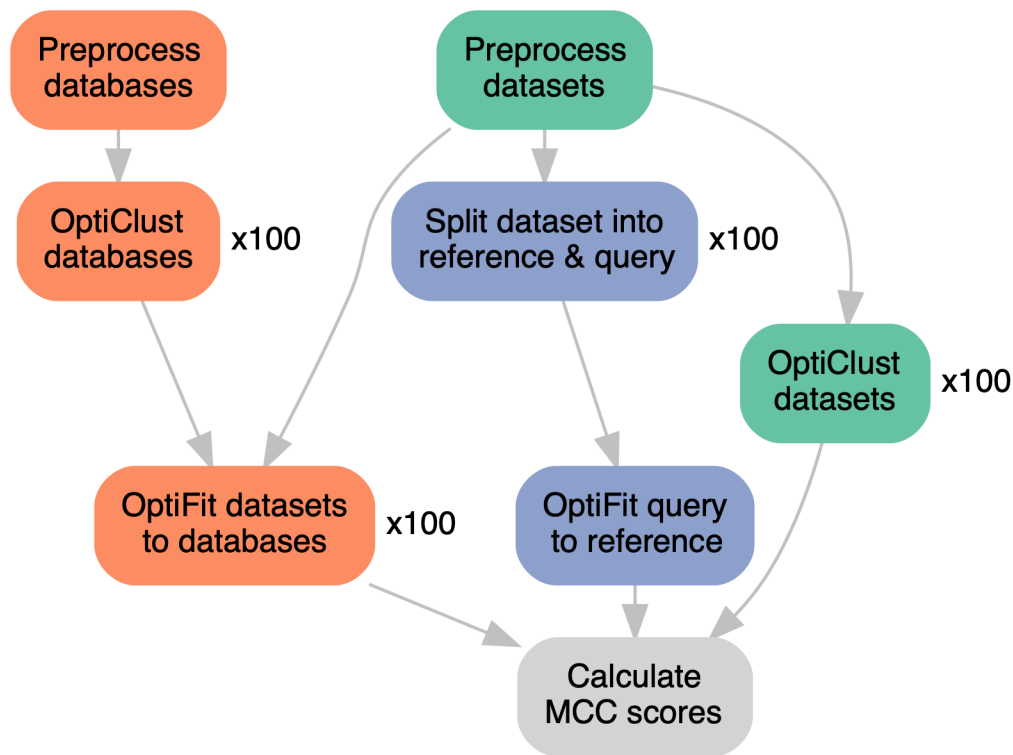 Preprocess
databases
Preprocess
datasets
OptiClust
databases
x100
Split dataset into
reference & query
x100
OptiClust
datasets
x100
OptiFit datasets
to databases
x100
OptiFit query
to reference
Calculate
MCC scores